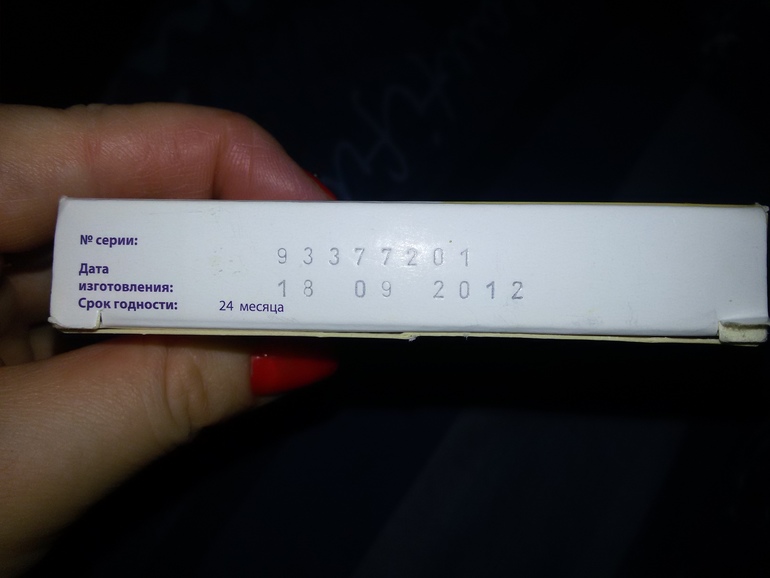 № серии:
93377201
Дата
изготовления:
18 09 2012
Срок годности:
24 месяца